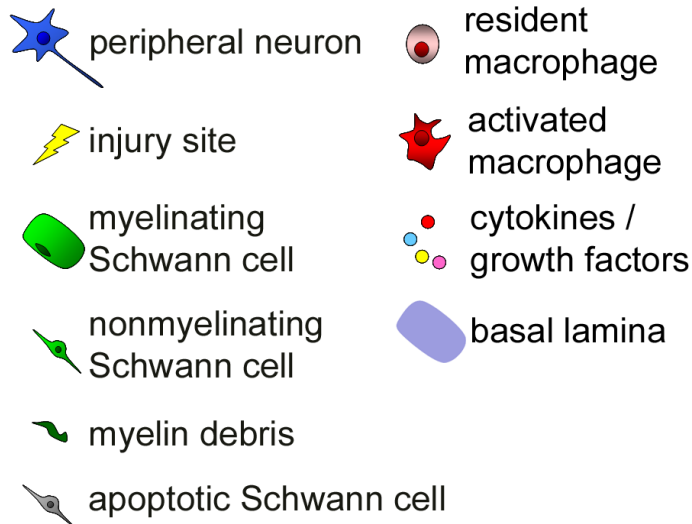 peripheral neuron
injury site
myelinating
Schwann cell
nonmyelinating
Schwann cell
myelin debris
apoptotic Schwann cell
resident
macrophage
activated
macrophage
cytokines /
growth factors
basal lamina